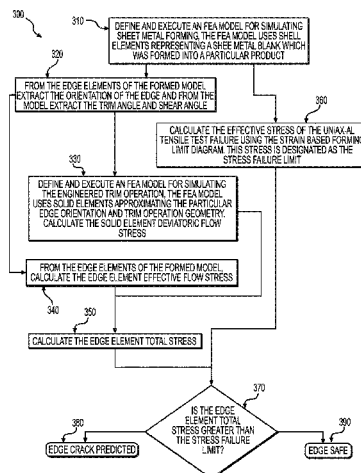 300
310
DEFINE AND EXECUTE AN FEA MODEL FOR SIMULATING
SHEET METAL FORMING, THE FEA MODEL USES SHELL
ELEMENTS REPRESENTING A SHEE METAL BLANK WHICH
WAS FORMED INTO A PARTICULAR PRODUCT
320
FROM THE EDGE ELEMENTS OF THE FORMED MODEL
EXTRACT THE ORIENTATION OF THE EDGE AND FROM THE
MODEL EXTRACT THE TRIM ANGLE AND SHEAR ANGLE
360
CALCULATE THE EFFECTIVE STRESS OF THE UNIAX-AL
TENSILE TEST FAILURE USING THE STRAIN BASED FORMING
LIMIT DIAGRAM. THIS STRESS IS DESIGNATED AS THE
STRESS FAILURE LIMIT
330
DEFINE AND EXECUTE AN FEA MODEL FOR SIMULATING
THE ENGINEERED TRIM OPERATION, THE FEA MODEL
USES SOLID ELEMENTS APPROXIMATING THE PARTICULAR
EDGE ORIENTATION AND TRIM OPERATION GEOMETRY.
CALCULATE THE SOLID ELEMENT DEVIATORIC FLOW
STRESS
FROM THE EDGE ELEMENTS OF THE FORMED MODEL,
CALCULATE THE EDGE ELEMENT EFFECTIVE FLOW STRESS
340
350
CALCULATE THE EDGE ELEMENT TOTAL STRESS
370
IS THE EDGE
ELEMENT TOTAL
STRESS GREATER THAN
THE STRESS FAILURE
LIMIT?
380
EDGE CRACK PREDICTED
390
EDGE SAFE